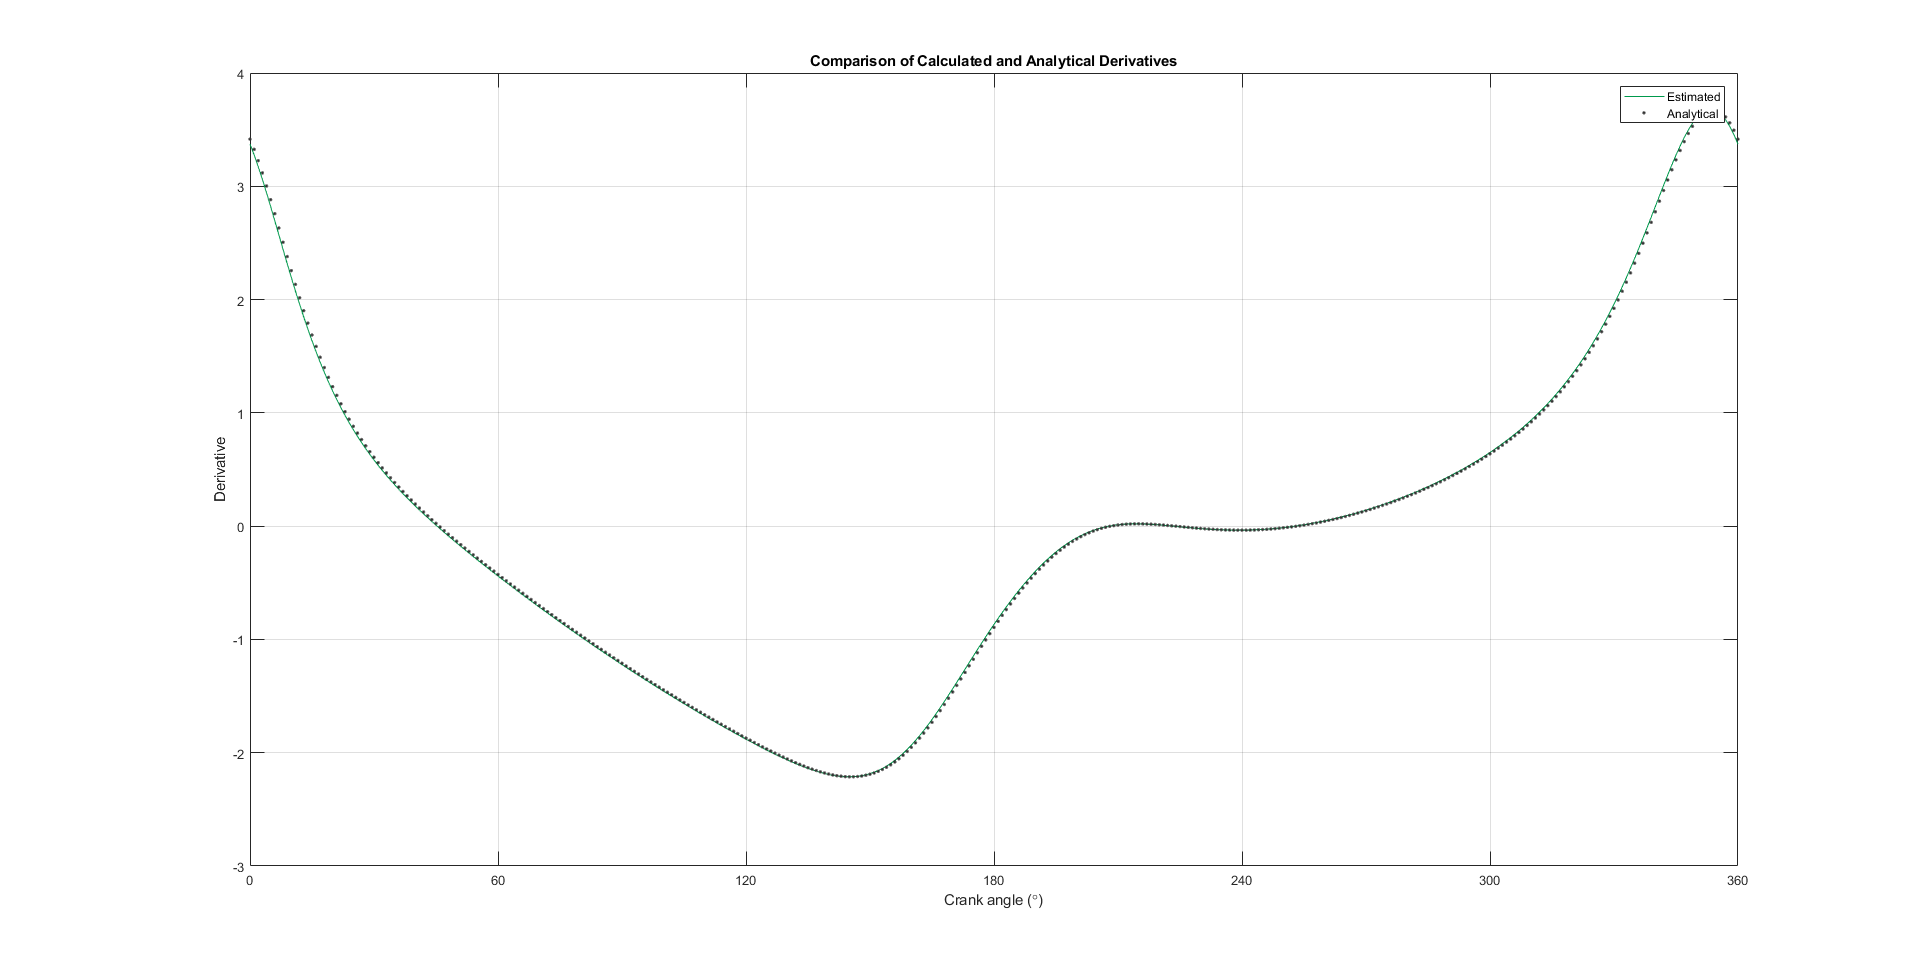 Comparison of Calculated and Analytical Derivatives
4
3
2
1
0
-1
-2
-3
Derivative
Estimated
Analytical
0 60 120 180 240 300 360
Crank angle (°)